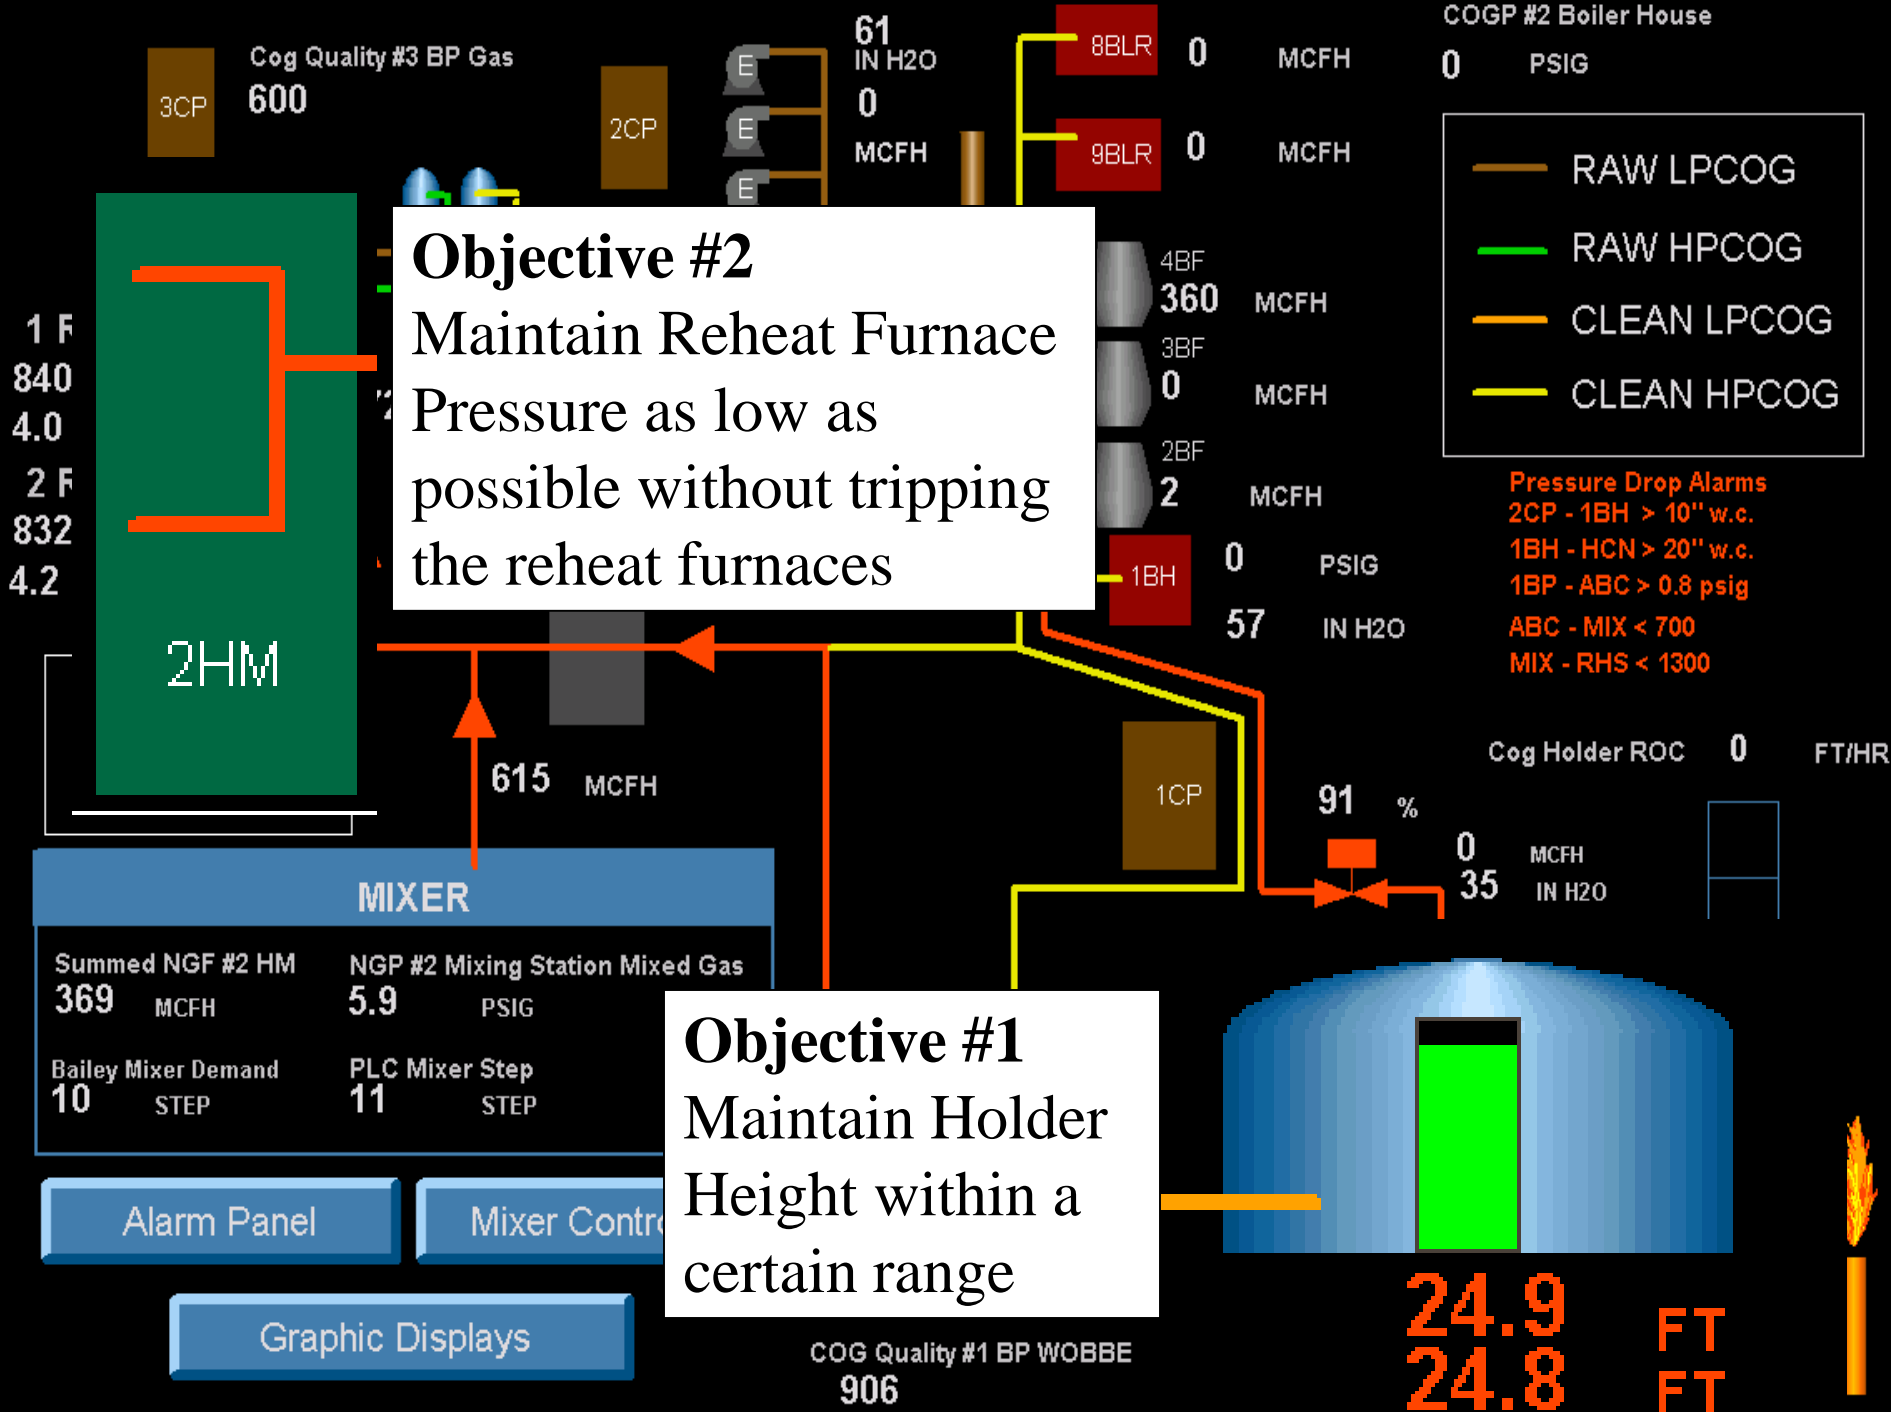 COGP #2 Boiler House
0 PSIG
61
IN H2O
0
MCFH
8BLR 0 MCFH
9BLR 0 MCFH
Cog Quality #3 BP Gas
600
3CP
2CP
E
E
E
RAW LPCOG
RAW HPCOG
CLEAN LPCOG
CLEAN HPCOG
Objective #2
Maintain Reheat Furnace
Pressure as low as
possible without tripping
the reheat furnaces
4BF
360 MCFH
3BF
0 MCFH
2BF
2 MCFH
1BH 0 PSIG
57 IN H2O
1 R
840
4.0
2 R
832
4.2
2HM
Pressure Drop Alarms
2CP - 1BH > 10" w.c.
1BH - HCN > 20" w.c.
1BP - ABC > 0.8 psig
ABC - MIX < 700
MIX - RHS < 1300
615 MCFH
1CP
Cog Holder ROC 0 FT/HR
91 %
0 MCFH
35 IN H2O
MIXER
Summed NGF #2 HM
369 MCFH
NGP #2 Mixing Station Mixed Gas
5.9 PSIG
Bailey Mixer Demand
10 STEP
PLC Mixer Step
11 STEP
Objective #1
Maintain Holder
Height within a
certain range
Alarm Panel
Mixer Contro
Graphic Displays
COG Quality #1 BP WOBBE
906
24.9 FT
24.8 FT